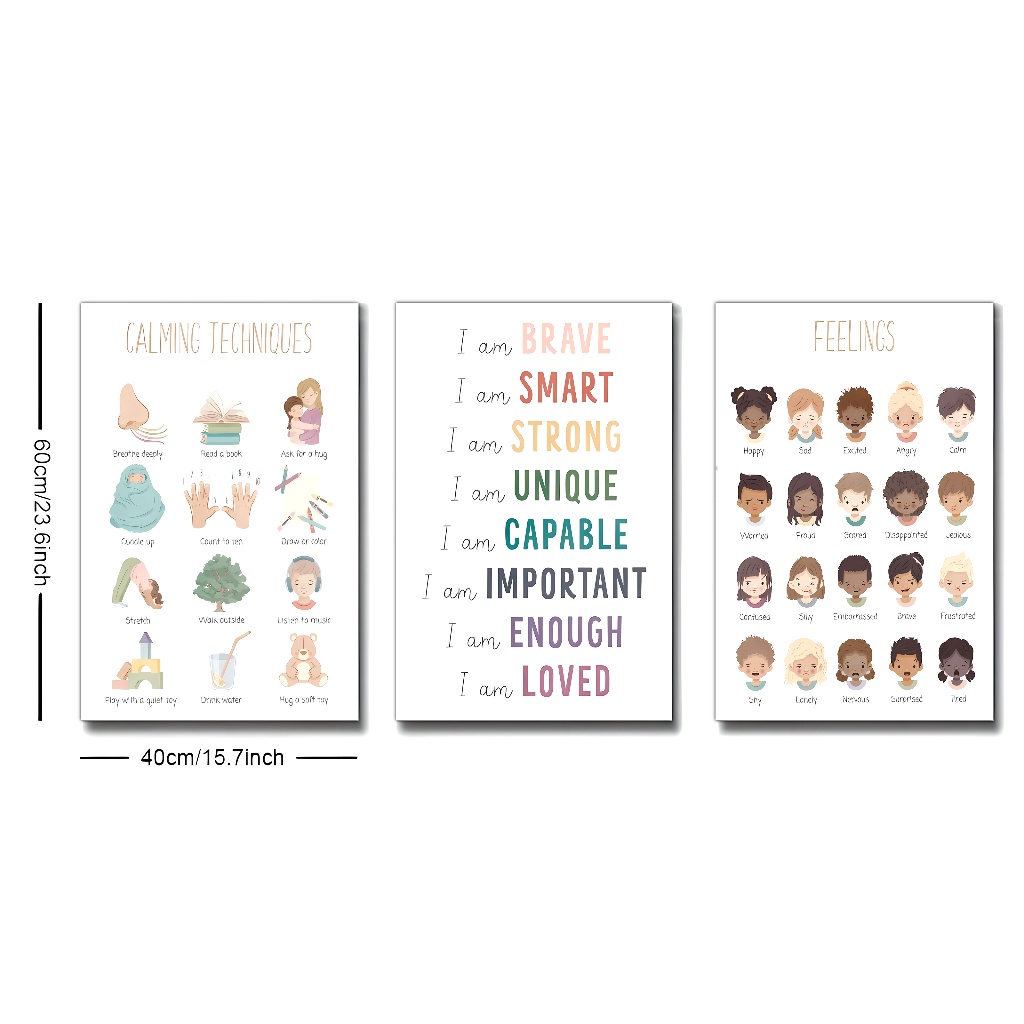 CALMING TECHNIQUES
Breathe deeply
Read a book
Ask for a hug
Cuddle up
Count to ten
Draw or color
Stretch
Walk outside
Listen to music
Play with a quiet toy
Drink water
Hug a soft toy
I am BRAVE
I am SMART
I am STRONG
I am UNIQUE
I am CAPABLE
I am IMPORTANT
I am ENOUGH
I am LOVED
FEELINGS
Happy
Sad
Excited
Angry
Calm
Worried
Proud
Scared
Disappointed
Jealous
Confused
Silly
Embarrassed
Brave
Frustrated
Shy
Lonely
Nervous
Surprised
Tired
60cm/23.6inch
40cm/15.7inch